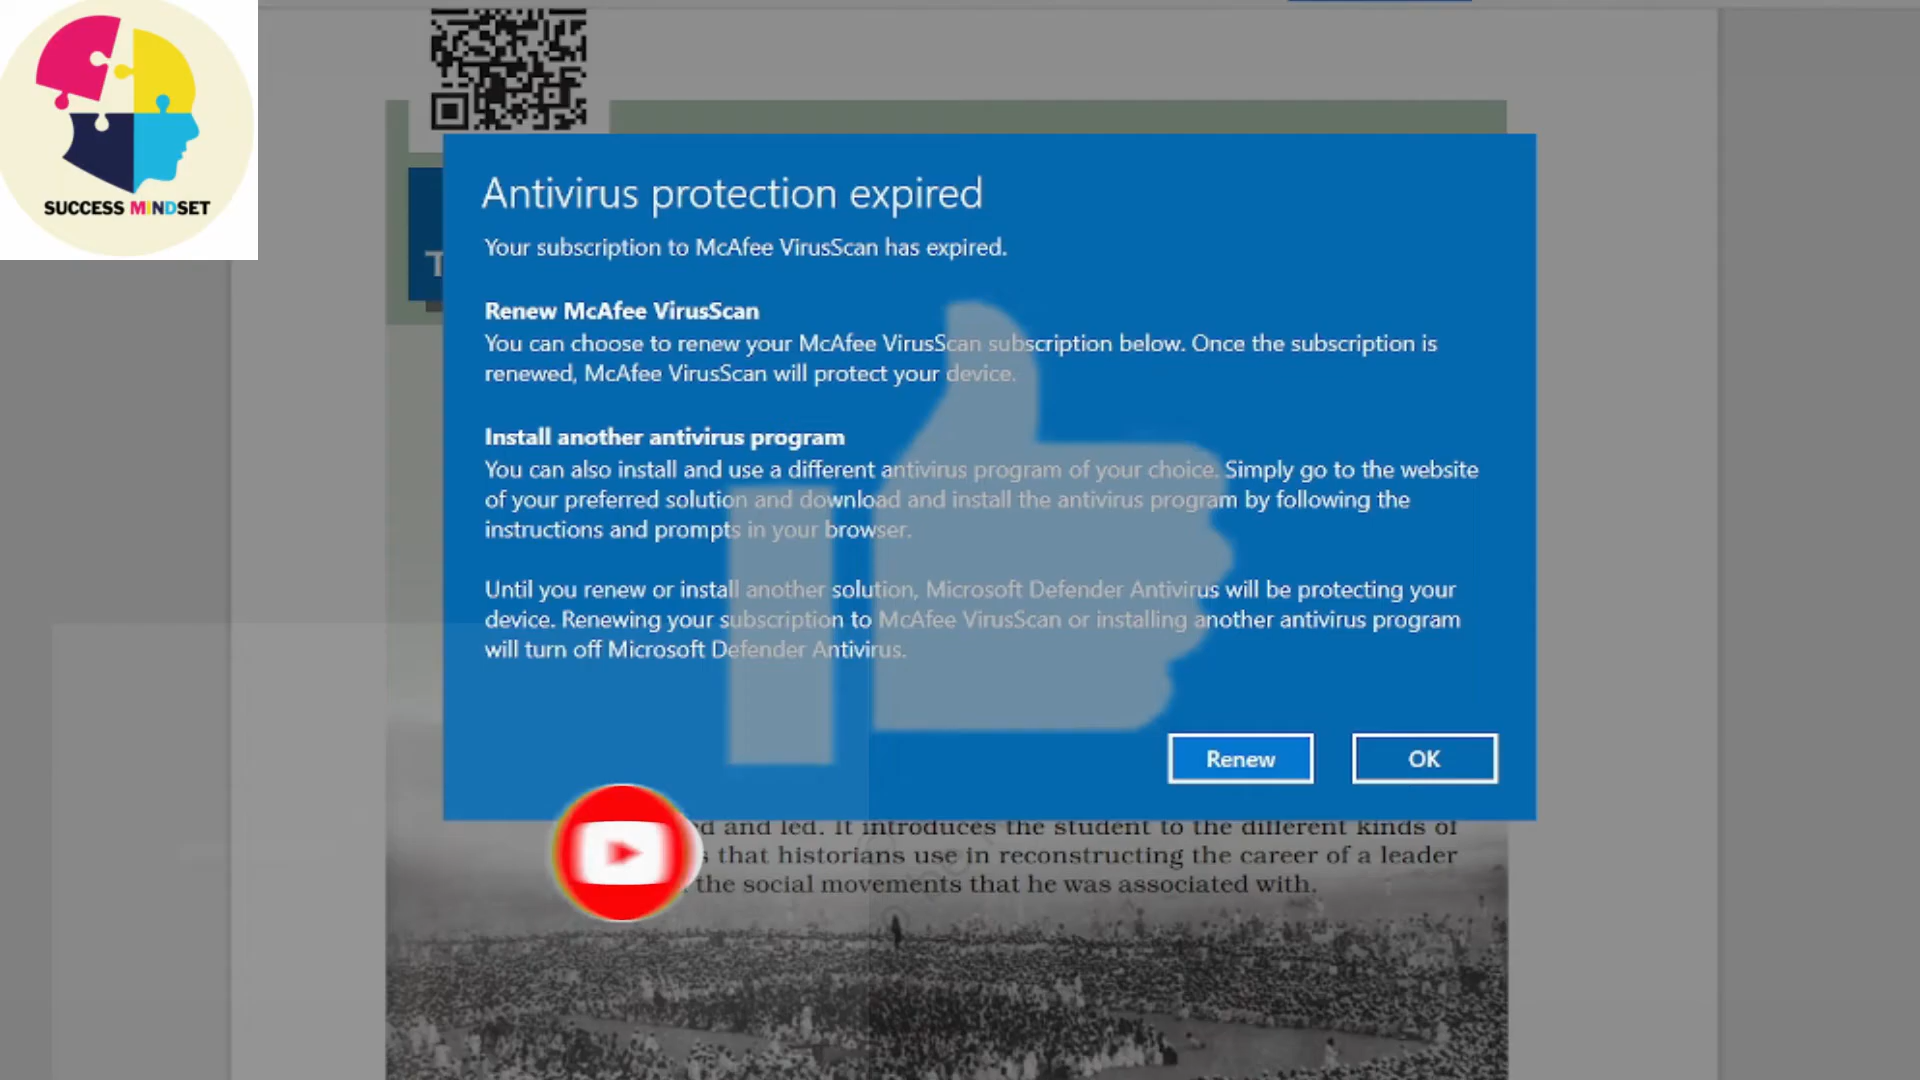 SUCCESS MINDSET
T
Antivirus protection expired
Your subscription to McAfee VirusScan has expired.
Renew McAfee VirusScan
You can choose to renew your McAfee VirusScan subscription below. Once the subscription is
renewed, McAfee VirusScan will protect your device.
Install another antivirus program
You can also install and use a different antivirus program of your choice. Simply go to the website
of your preferred solution and download and install the antivirus program by following the
instructions and prompts in your browser.
Until you renew or install another solution, Microsoft Defender Antivirus will be protecting your
device. Renewing your subscription to McAfee VirusScan or installing another antivirus program
will turn off Microsoft Defender Antivirus.
Renew
OK
and led. It introduces the student to the different kinds of
that historians use in reconstructing the career of a leader
the social movements that he was associated with.